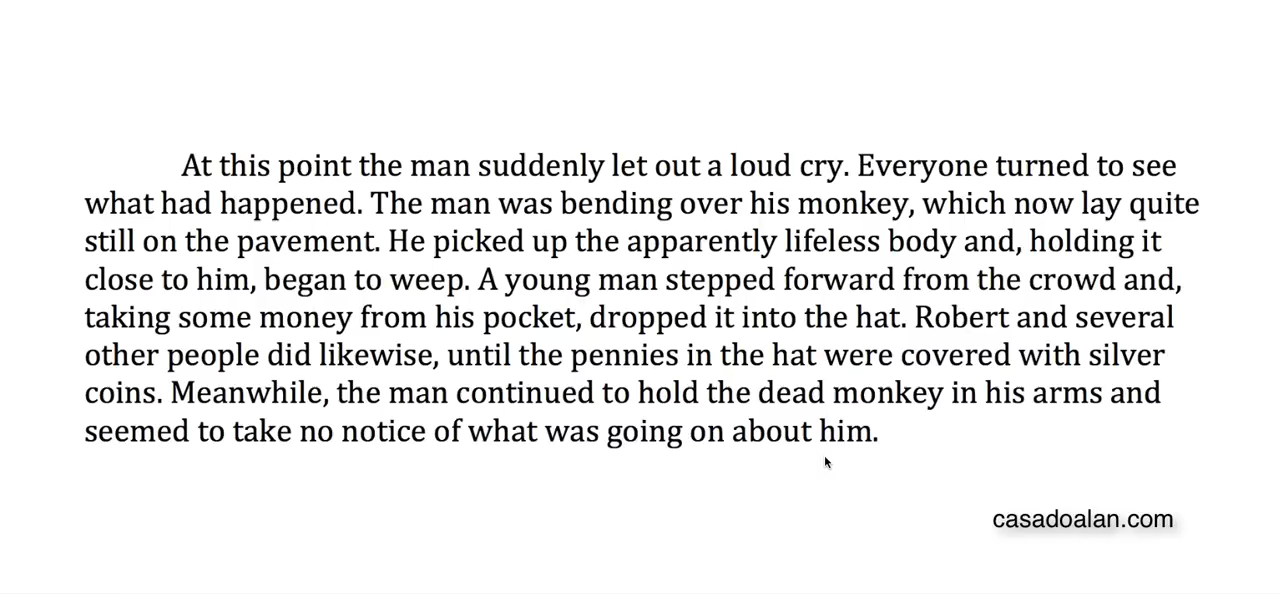 At this point the man suddenly let out a loud cry. Everyone turned to see
what had happened. The man was bending over his monkey, which now lay quite
still on the pavement. He picked up the apparently lifeless body and, holding it
close to him, began to weep. A young man stepped forward from the crowd and,
taking some money from his pocket, dropped it into the hat. Robert and several
other people did likewise, until the pennies in the hat were covered with silver
coins. Meanwhile, the man continued to hold the dead monkey in his arms and
seemed to take no notice of what was going on about him.
casadoalan.com